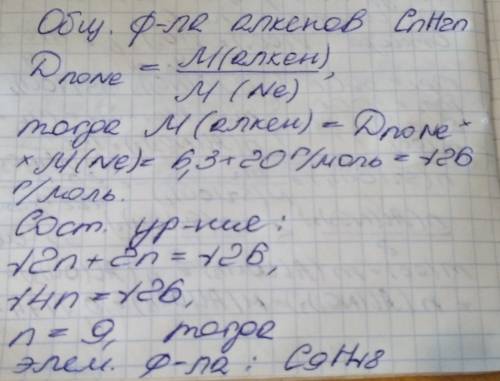 Общ. ф-ла алкенов CnH2n
DпоNe = M(алкен),
M (Ne)
тогда M(алкен) = DпоNe ×
× M(Ne) = 6,3 * 20 г/моль = 126
г/моль.
Сост. ур-ние:
12n + 2n = 126,
14n = 126,
n = 9, тогда
элем. ф-ла: C9H18